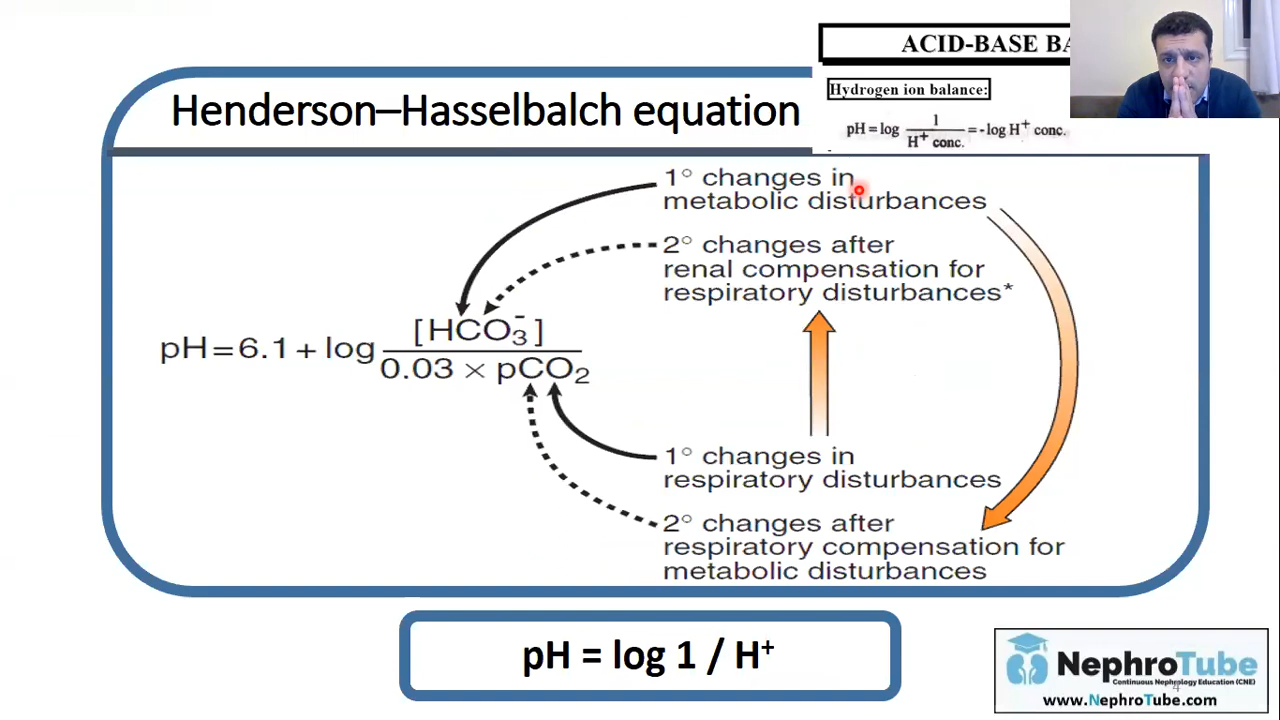 ACID-BASE BA
Henderson–Hasselbalch equation
Hydrogen ion balance:
pH = log 1 / H+ conc. = - log H+ conc.
1° changes in
metabolic disturbances
2° changes after
renal compensation for
respiratory disturbances*
pH = 6.1 + log [HCO3-] / 0.03 × pCO2
1° changes in
respiratory disturbances
2° changes after
respiratory compensation for
metabolic disturbances
pH = log 1 / H+
NephroTube
Continuous Nephrology Education (CNE)
4
www.NephroTube.com